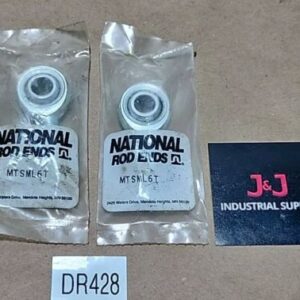 NATIONAL
ROD ENDS
MTSML6T
NATIONAL
ROD ENDS
MTSML6T
J&J
INDUSTRIAL SUP
DR428